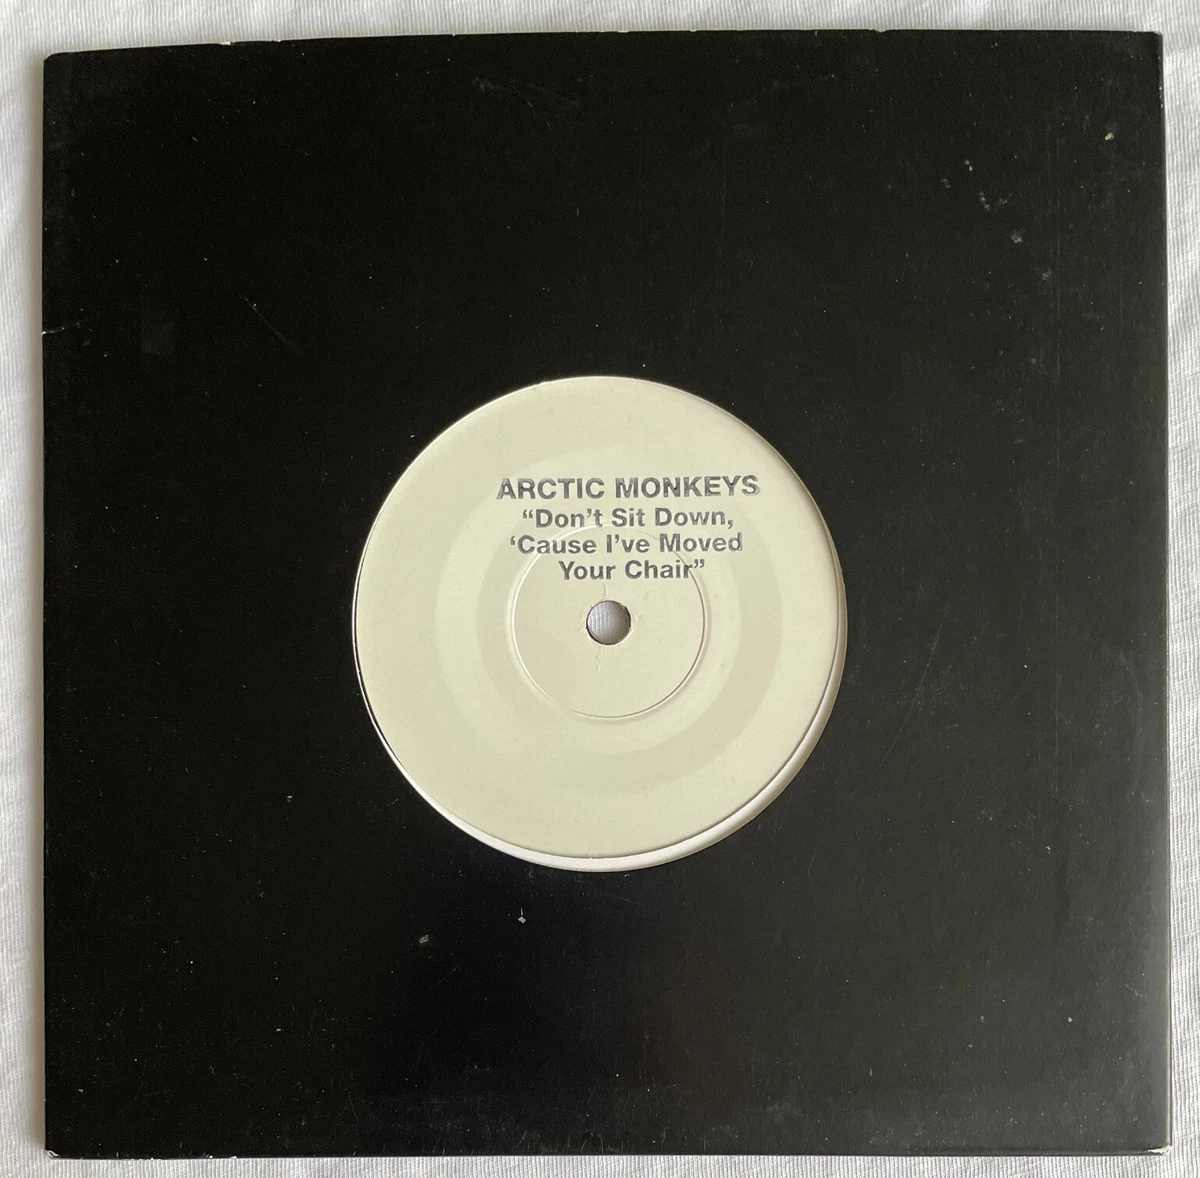 ARCTIC MONKEYS
“Don’t Sit Down,
‘Cause I’ve Moved
Your Chair”